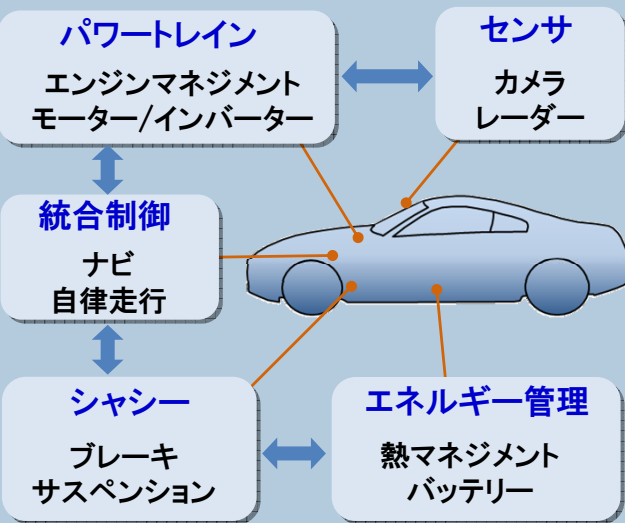 パワートレイン
エンジンマネジメント
モーター/インバーター
センサ
カメラ
レーダー
統合制御
ナビ
自律走行
シャシー
ブレーキ
サスペンション
エネルギー管理
熱マネジメント
バッテリー